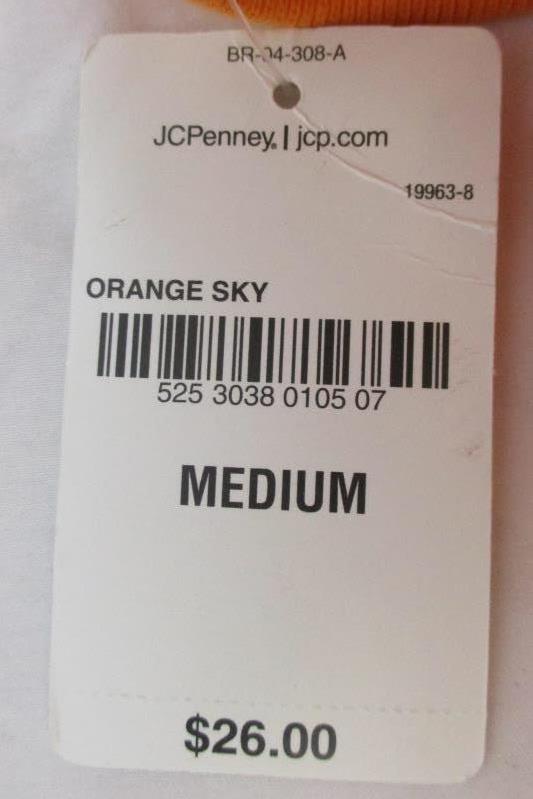 BR-04-308-A
JCPenney. | jcp.com
19963-8
ORANGE SKY
525 3038 0105 07
MEDIUM
$26.00